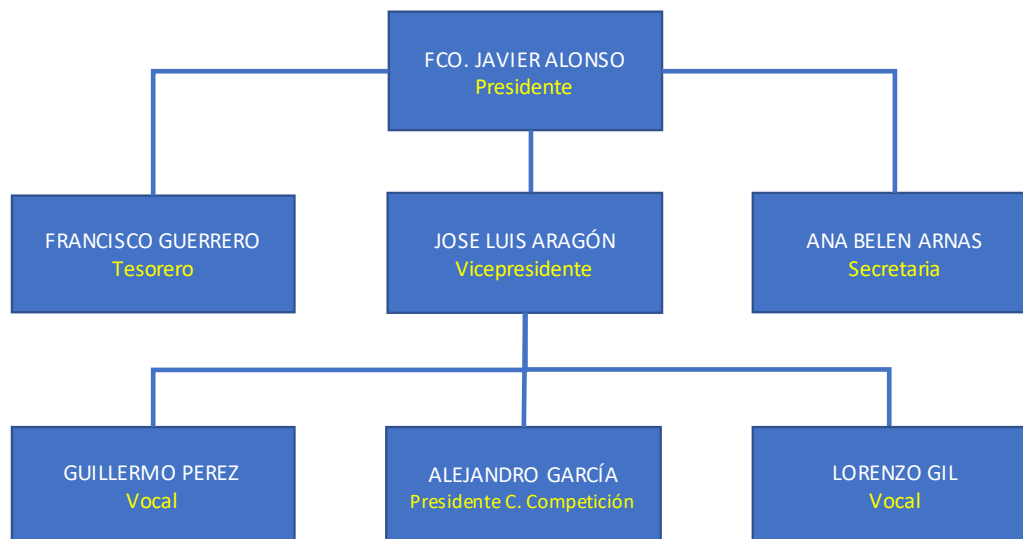 FCO. JAVIER ALONSO
Presidente
FRANCISCO GUERRERO
Tesorero
JOSE LUIS ARAGÓN
Vicepresidente
ANA BELEN ARNAS
Secretaria
GUILLERMO PEREZ
Vocal
ALEJANDRO GARCÍA
Presidente C. Competición
LORENZO GIL
Vocal